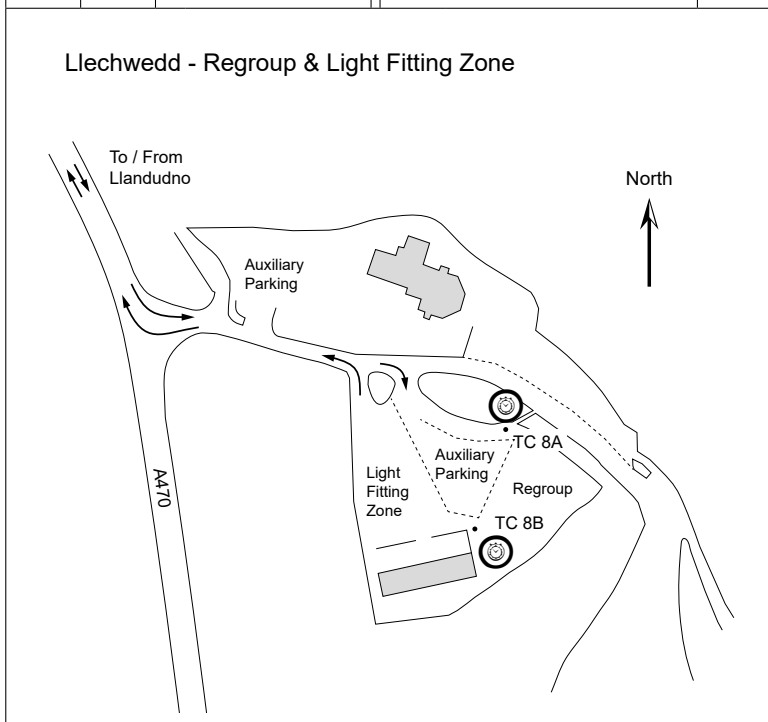 Llechwedd - Regroup & Light Fitting Zone
To / From
Llandudno
North
Auxiliary
Parking
TC 8A
Auxiliary
Parking
Light
Fitting
Zone
Regroup
A470
TC 8B